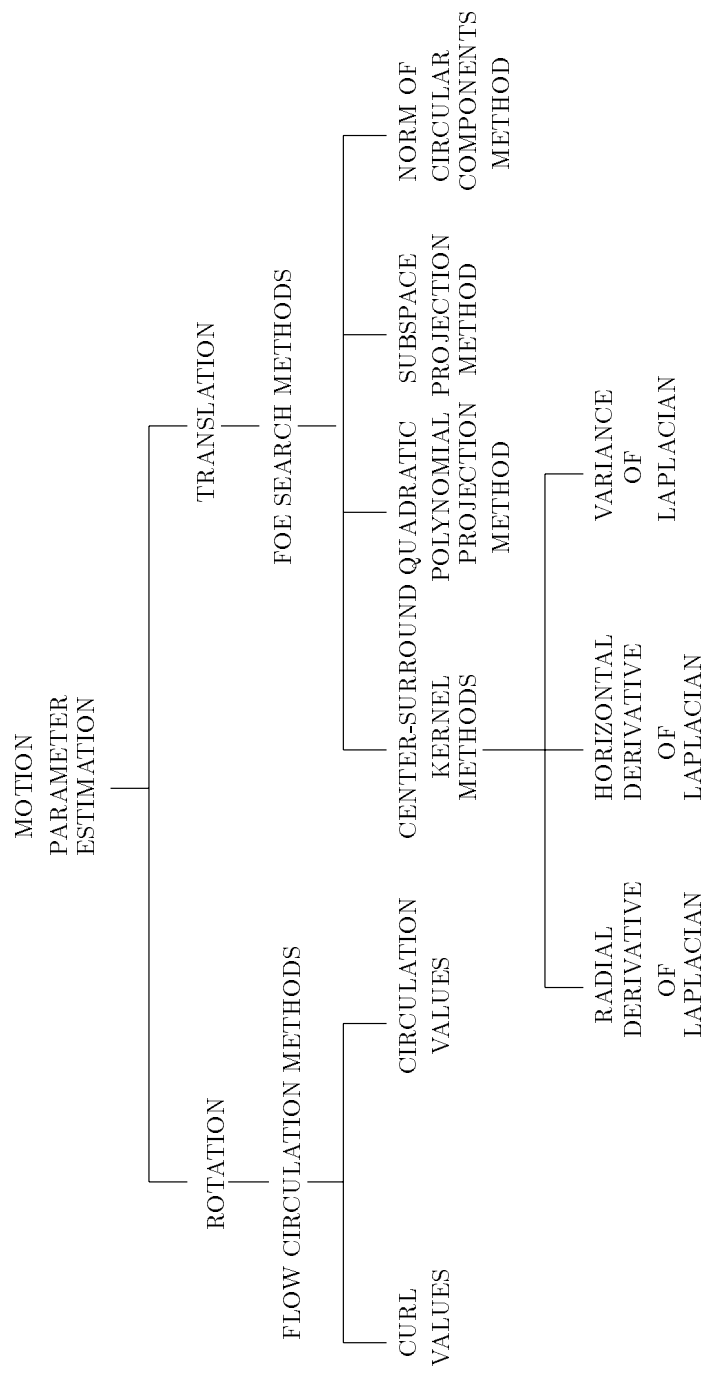 MOTION
PARAMETER
ESTIMATION
ROTATION
TRANSLATION
FLOW CIRCULATION METHODS
FOE SEARCH METHODS
CURL
VALUES
CIRCULATION
VALUES
CENTER-SURROUND
KERNEL
METHODS
QUADRATIC
POLYNOMIAL
PROJECTION
METHOD
SUBSPACE
PROJECTION
METHOD
NORM OF
CIRCULAR
COMPONENTS
METHOD
RADIAL
DERIVATIVE
OF
LAPLACIAN
HORIZONTAL
DERIVATIVE
OF
LAPLACIAN
VARIANCE
OF
LAPLACIAN